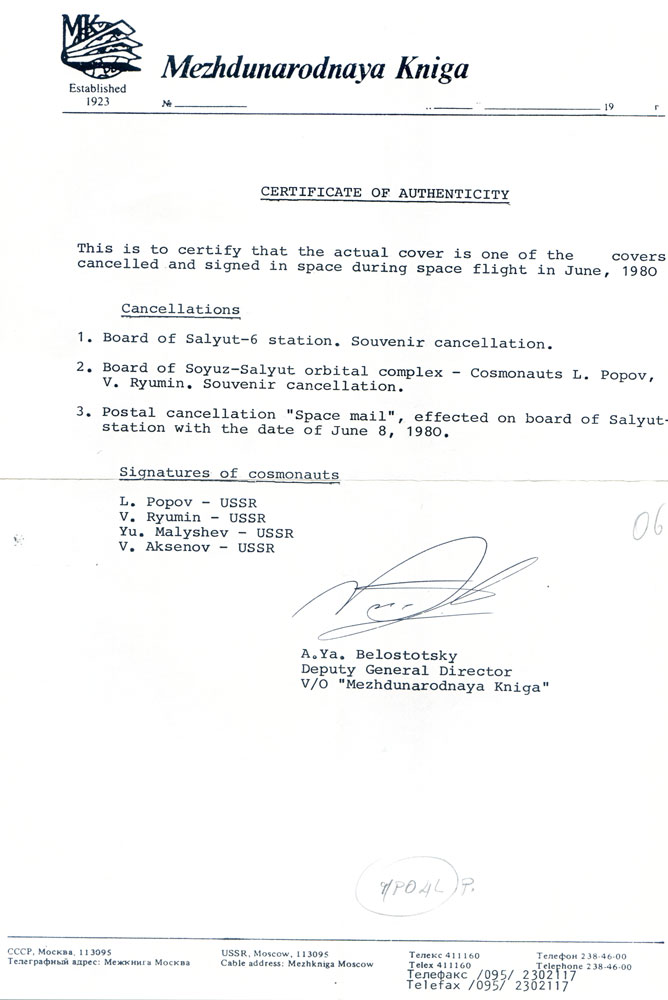 MK
Mezhdunarodnaya Kniga
Established
1923
№ 19 г
CERTIFICATE OF AUTHENTICITY
This is to certify that the actual cover is one of the covers
cancelled and signed in space during space flight in June, 1980
Cancellations
1. Board of Salyut-6 station. Souvenir cancellation.
2. Board of Soyuz-Salyut orbital complex - Cosmonauts L. Popov,
V. Ryumin. Souvenir cancellation.
3. Postal cancellation "Space mail", effected on board of Salyut-
station with the date of June 8, 1980.
Signatures of cosmonauts
L. Popov - USSR
V. Ryumin - USSR
Yu. Malyshev - USSR
V. Aksenov - USSR
06
A.Ya. Belostotsky
Deputy General Director
V/O "Mezhdunarodnaya Kniga"
СССР, Москва, 113095
Телеграфный адрес: Межкнига Москва
USSR, Moscow, 113095
Cable address: Mezhkniga Moscow
Телекс 411160
Telex 411160
Телефон 238-46-00
Telephone 238-46-00
Телефакс /095/ 2302117
Telefax /095/ 2302117